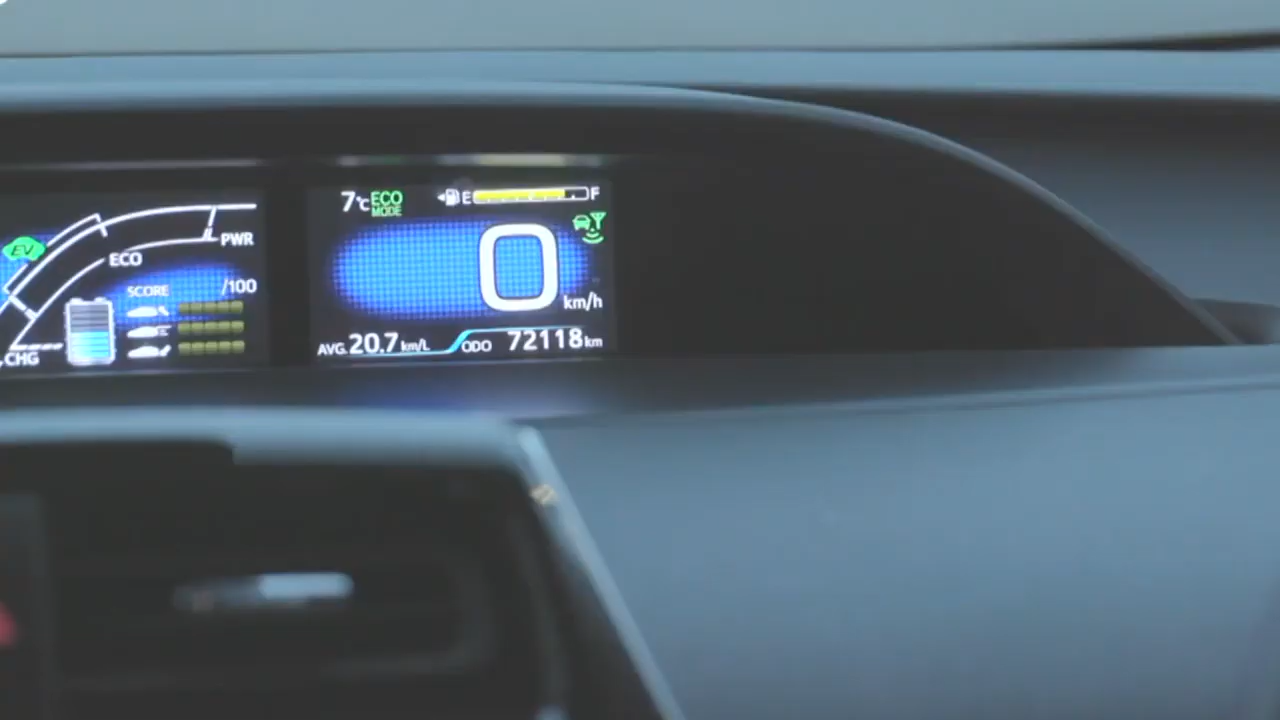 EV
PWR
ECO
SCORE /100
CHG
7°C ECO MODE E F
0 km/h
AVG. 20.7 km/L ODO 72118 km